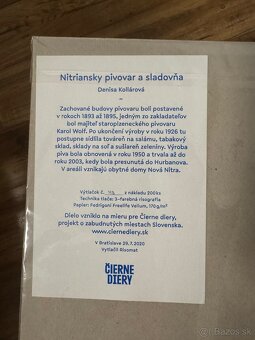 Nitriansky pivovar a sladovňa
Denisa Kollárová
—
Zachované budovy pivovaru boli postavené
v rokoch 1893 až 1895, jedným zo zakladateľov
bol majiteľ staroplzenského pivovaru
Karol Wolf. Po ukončení výroby v roku 1926 tu
postupne sídlila továreň na salámu, tabakový
sklad, sklady na soľ a sušiareň zeleniny. Výroba
piva bola obnovená v roku 1950 a trvala až do
roku 2003, kedy bola presunutá do Hurbanova.
V areáli vznikajú obytné domy Nová Nitra.
Výtlačok č. z nákladu 200ks
Technika tlače: 3-farebná risografia
Papier: Fedrigoni Freelife Vellum, 170 g/m²
Dielo vzniklo na mieru pre Čierne diery,
projekt o zabudnutých miestach Slovenska.
www.ciernediery.sk
V Bratislave 29.7.2020
Vytlačil Risomat
ČIERNE
DIERY
bazos.sk